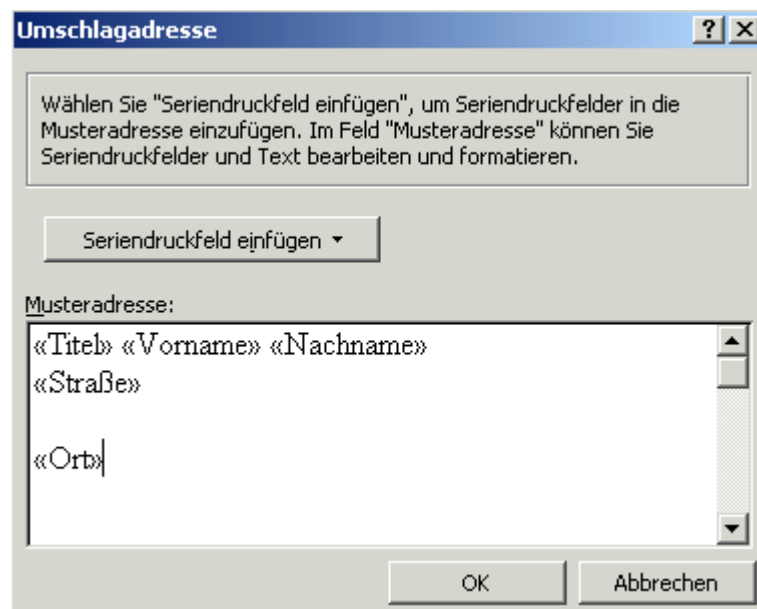 Umschlagadresse
Wählen Sie "Seriendruckfeld einfügen", um Seriendruckfelder in die
Musteradresse einzufügen. Im Feld "Musteradresse" können Sie
Seriendruckfelder und Text bearbeiten und formatieren.
Seriendruckfeld einfügen
Musteradresse:
«Titel» «Vorname» «Nachname»
«Straße»
«Ort»
OK Abbrechen